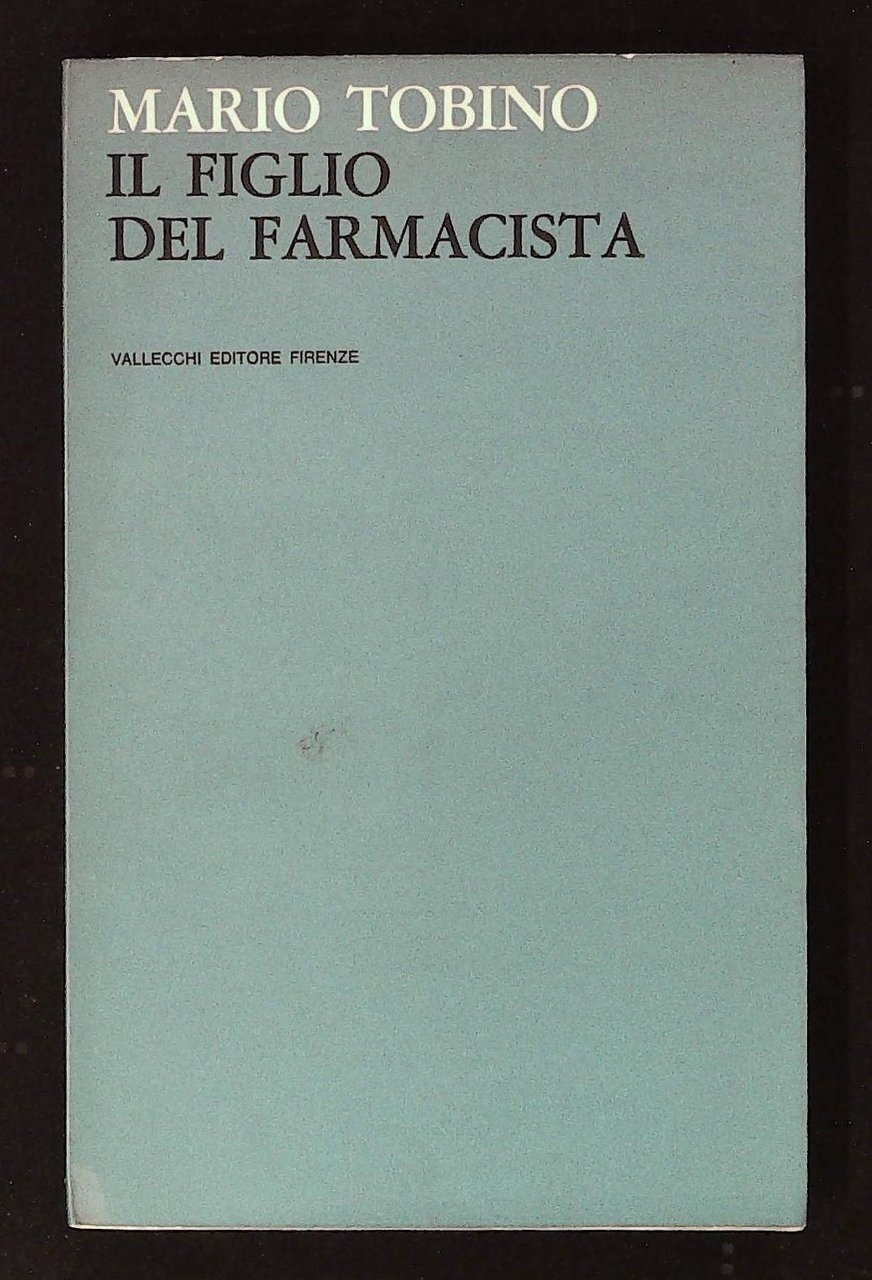 MARIO TOBINO
IL FIGLIO
DEL FARMACISTA
VALLECCHI EDITORE FIRENZE